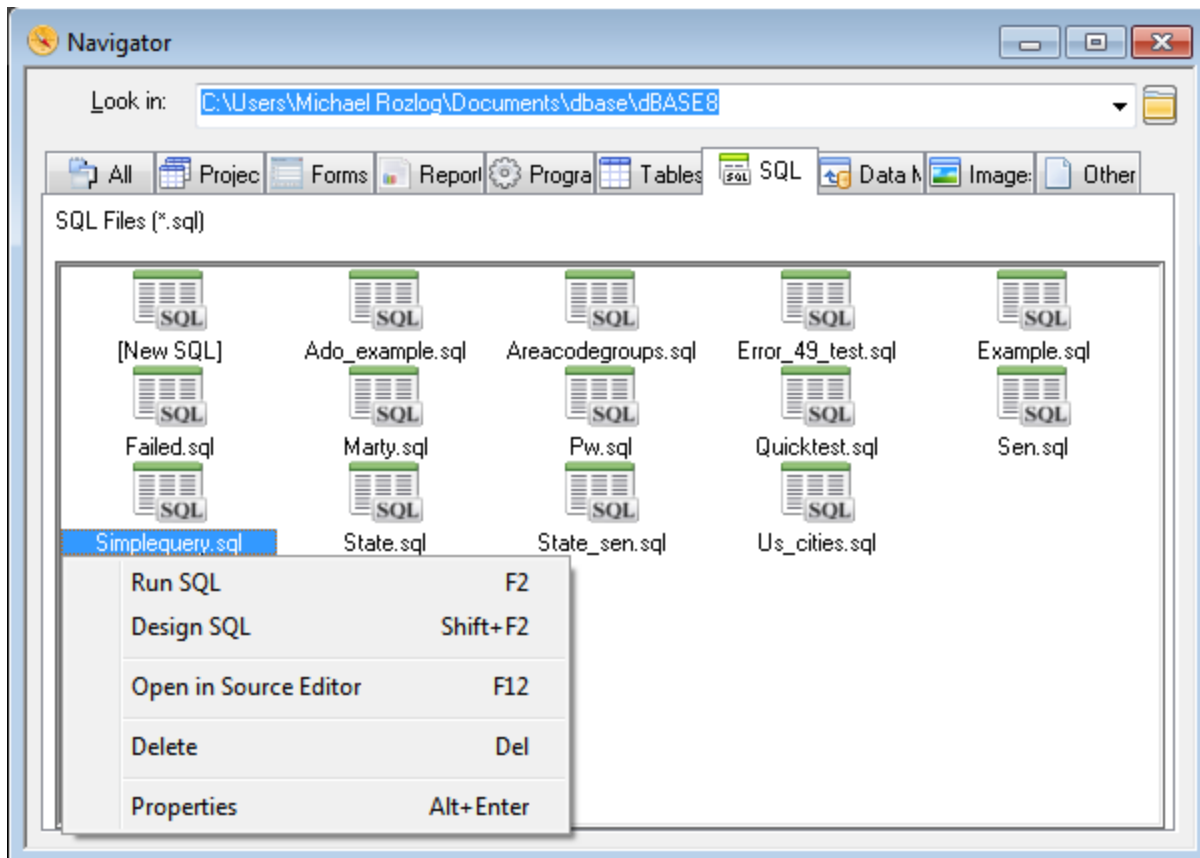 Navigator
Look in: C:\Users\Michael Rozlog\Documents\dbase\dBASE8
All Projec Forms Report Progra Tables SQL Data M Image: Other
SQL Files (*.sql)
SQL SQL SQL SQL SQL
[New SQL] Ado_example.sql Areacodegroups.sql Error_49_test.sql Example.sql
SQL SQL SQL SQL SQL
Failed.sql Marty.sql Pw.sql Quicktest.sql Sen.sql
SQL SQL SQL SQL
Simplequery.sql State.sql State_sen.sql Us_cities.sql
Run SQL F2
Design SQL Shift+F2
Open in Source Editor F12
Delete Del
Properties Alt+Enter